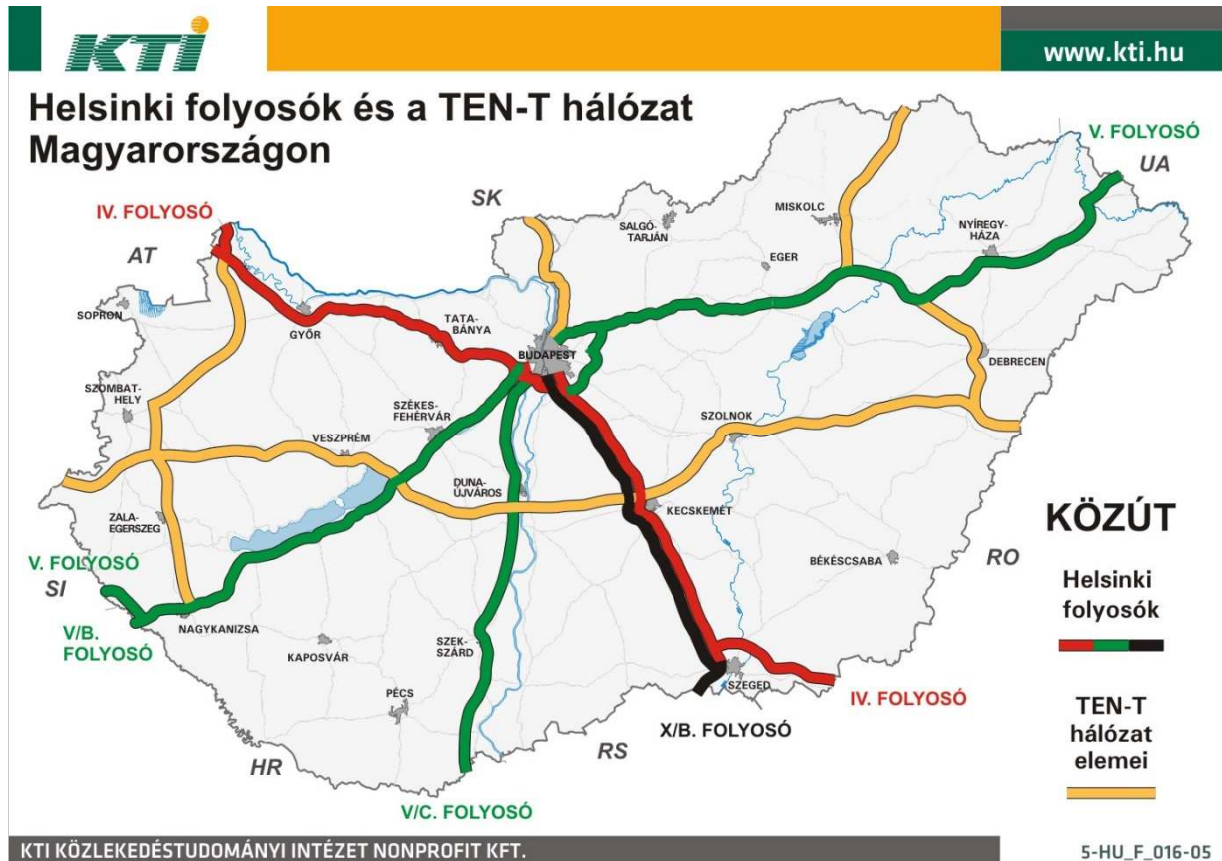 KTI
www.kti.hu
Helsinki folyosók és a TEN-T hálózat
Magyarországon
V. FOLYOSÓ
UA
SK
IV. FOLYOSÓ
AT
SALGÓ-
TARJÁN
MISKOLC
NYÍREGY-
HÁZA
EGER
SOPRON
GYŐR
TATA-
BÁNYA
BUDAPEST
DEBRECEN
SZOMBAT-
HELY
SZÉKES-
FEHÉRVÁR
VESZPRÉM
SZOLNOK
DUNA-
ÚJVÁROS
KECSKEMÉT
ZALA-
EGERSZEG
BÉKÉSCSABA
RO
KÖZÚT
V. FOLYOSÓ
SI
Helsinki
folyosók
V/B.
FOLYOSÓ
NAGYKANIZSA
KAPOSVÁR
SZEK-
SZÁRD
PÉCS
SZEGED
IV. FOLYOSÓ
X/B. FOLYOSÓ
TEN-T
hálózat
elemei
RS
HR
V/C. FOLYOSÓ
KTI KÖZLEKEDÉSTUDOMÁNYI INTÉZET NONPROFIT KFT.
5-HU_F_016-05